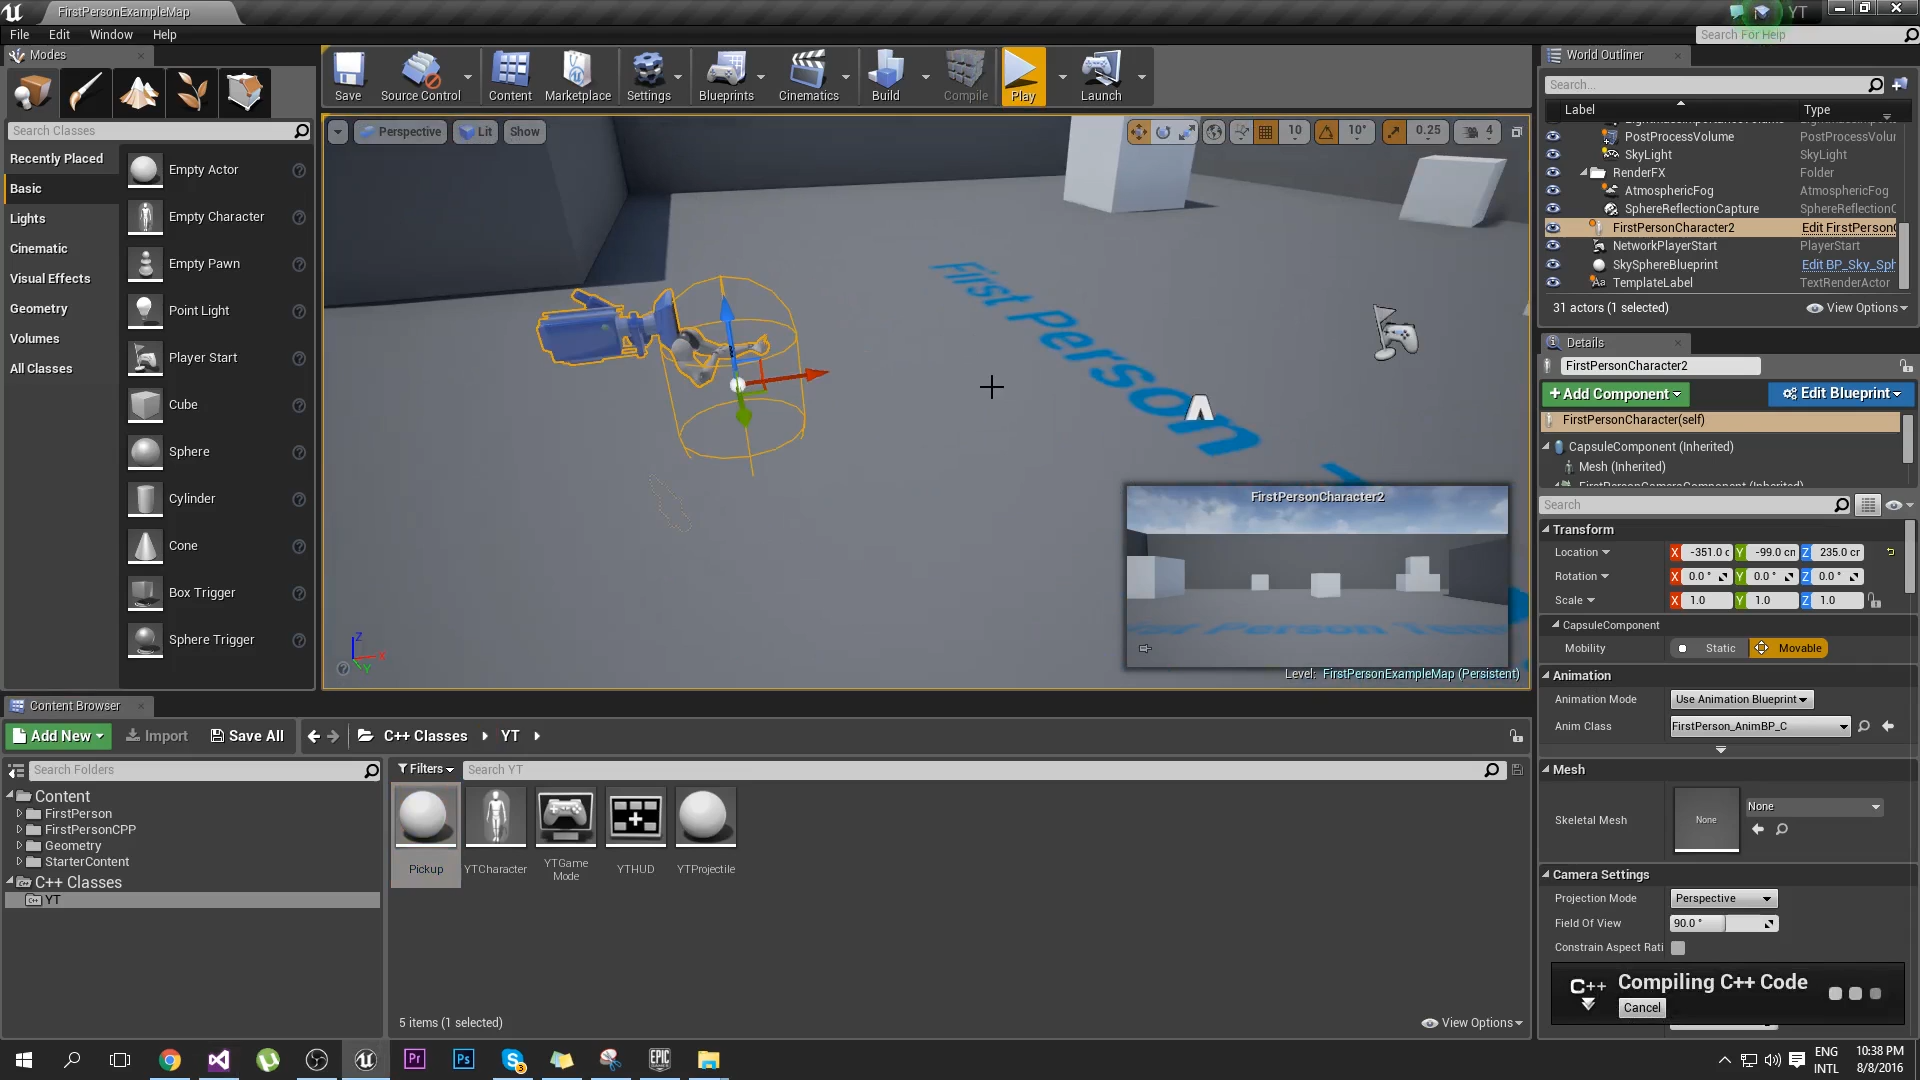 FirstPersonExampleMap
YT
File Edit Window Help
Search For Help
Modes
Search Classes
Recently Placed
Basic
Lights
Cinematic
Visual Effects
Geometry
Volumes
All Classes
Empty Actor
Empty Character
Empty Pawn
Point Light
Player Start
Cube
Sphere
Cylinder
Cone
Box Trigger
Sphere Trigger
Save
Source Control
Content
Marketplace
Settings
Blueprints
Cinematics
Build
Compile
Play
Launch
Perspective
Lit
Show
10
10°
0.25
4
First Person
FirstPersonCharacter2
Z
X
Y
Level: FirstPersonExampleMap (Persistent)
World Outliner
Search...
Label Type
PostProcessVolume PostProcessVolur
SkyLight SkyLight
RenderFX Folder
AtmosphericFog AtmosphericFog
SphereReflectionCapture SphereReflectionC
FirstPersonCharacter2 Edit FirstPersonC
NetworkPlayerStart PlayerStart
SkySphereBlueprint Edit BP_Sky_Sph
TemplateLabel TextRenderActor
31 actors (1 selected) View Options
Details
FirstPersonCharacter2
+Add Component Edit Blueprint
FirstPersonCharacter(self)
CapsuleComponent (Inherited)
Mesh (Inherited)
Search
Transform
Location X -351.0 c Y -99.0 cm Z 235.0 cr
Rotation X 0.0 ° Y 0.0 ° Z 0.0 °
Scale X 1.0 Y 1.0 Z 1.0
CapsuleComponent
Mobility Static Movable
Animation
Animation Mode Use Animation Blueprint
Anim Class FirstPerson_AnimBP_C
Mesh
Skeletal Mesh None None
Camera Settings
Projection Mode Perspective
Field Of View 90.0 °
Constrain Aspect Rati
C++ Compiling C++ Code
Cancel
Content Browser
Add New Import Save All C++ Classes YT
Search Folders
Filters Search YT
Content
FirstPerson
FirstPersonCPP
Geometry
StarterContent
C++ Classes
YT
Pickup
YTCharacter
YTGame
Mode
YTHUD
YTProjectile
5 items (1 selected)
View Options
Pr
Ps
3
EPIC
GAMES
ENG
INTL
10:38 PM
8/8/2016